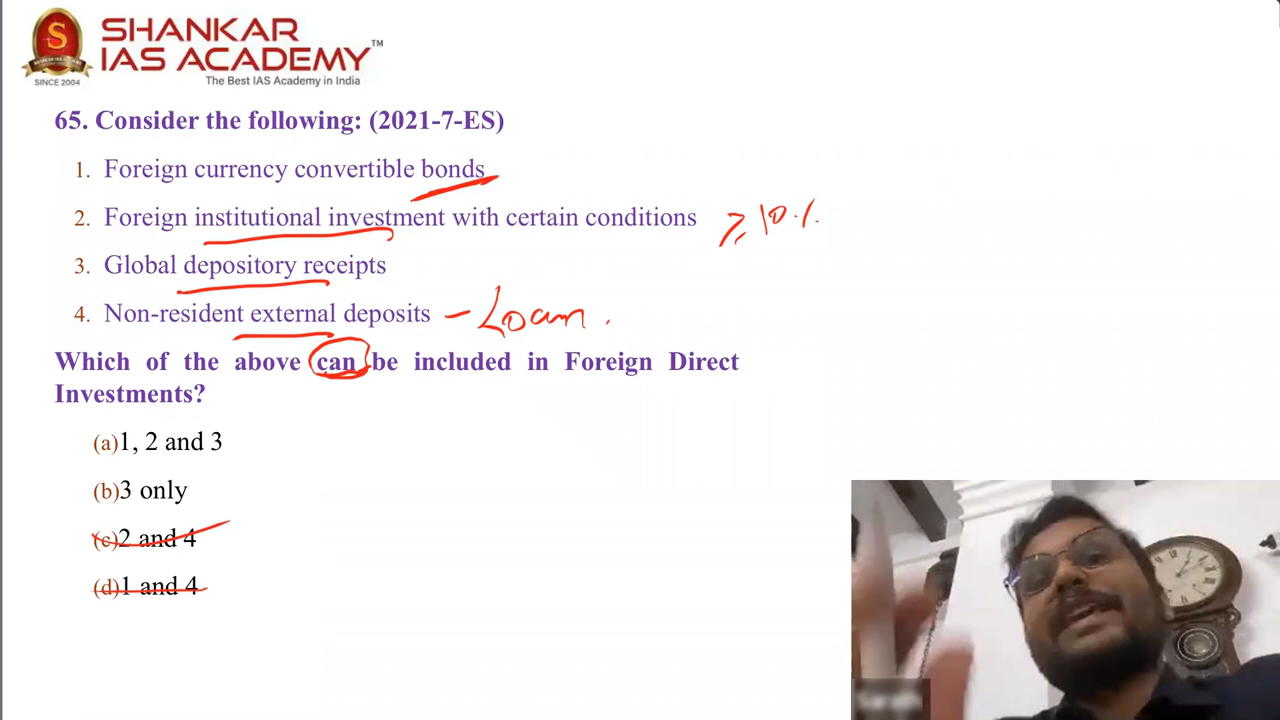 SHANKAR
IAS ACADEMY™
The Best IAS Academy in India
SINCE 2004
65. Consider the following: (2021-7-ES)
1. Foreign currency convertible bonds
2. Foreign institutional investment with certain conditions ≥ 10%
3. Global depository receipts
4. Non-resident external deposits – Loan.
Which of the above can be included in Foreign Direct
Investments?
(a)1, 2 and 3
(b)3 only
(c)2 and 4
(d)1 and 4